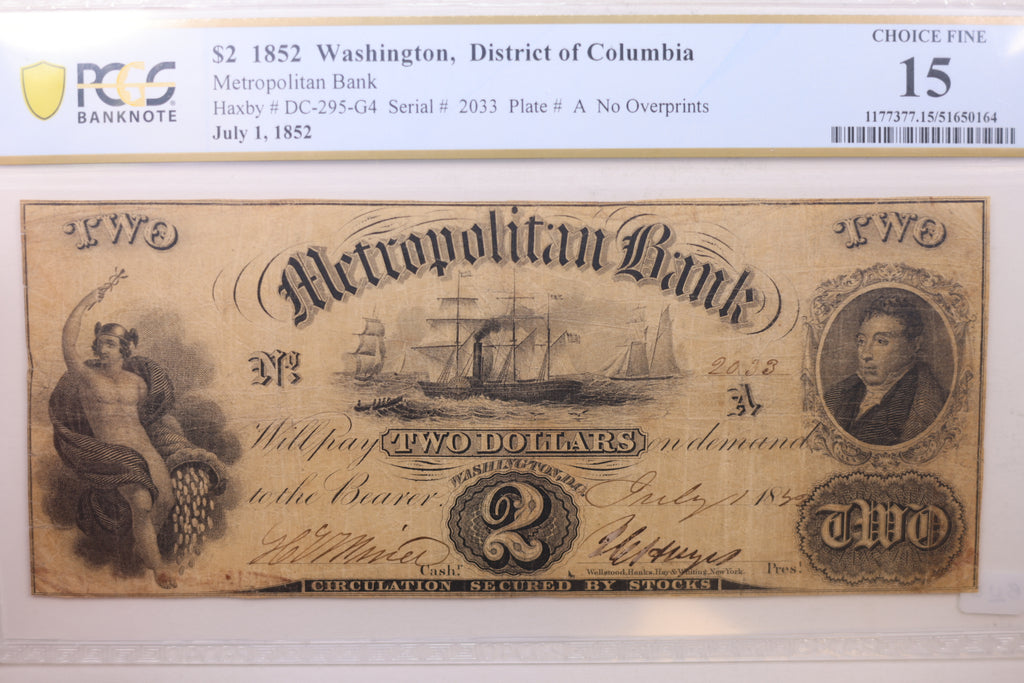 $2 1852 Washington, District of Columbia
Metropolitan Bank
Haxby # DC-295-G4 Serial # 2033 Plate # A No Overprints
July 1, 1852
PCGS
BANKNOTE
CHOICE FINE
15
1177377.15/51650164
TWO
TWO
Metropolitan Bank
No.
2033
A
Will pay TWO DOLLARS on demand
to the Bearer. WASHINGTON, D.C. July 1 185
2
TWO
Cash.r
Wellstood, Hanks, Hay & Whiting, New York.
Pres.t
CIRCULATION SECURED BY STOCKS